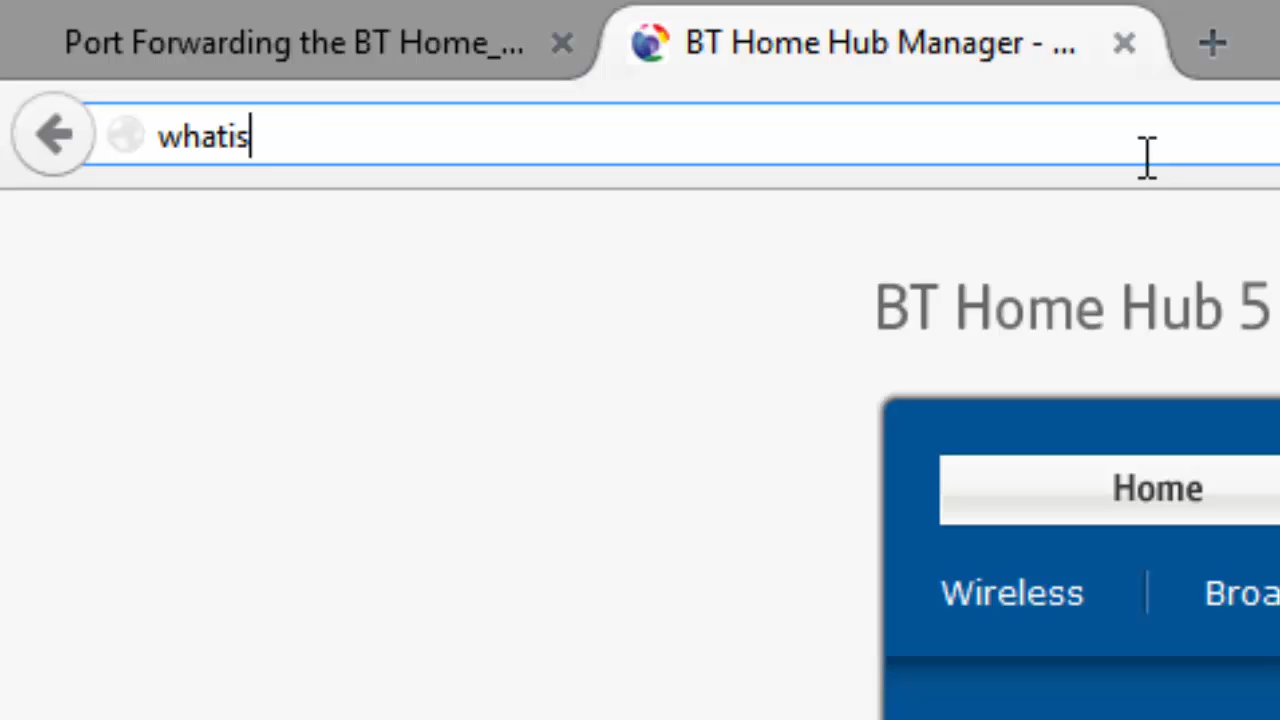 Port Forwarding the BT Home_...
BT Home Hub Manager - ...
whatis
BT Home Hub 5
Home
Wireless
Broa